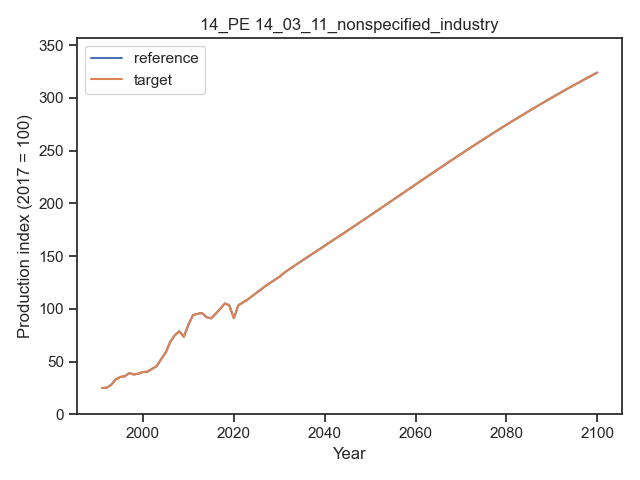 14_PE 14_03_11_nonspecified_industry
reference
target
Production index (2017 = 100)
350
300
250
200
150
100
50
0
2000 2020 2040 2060 2080 2100
Year